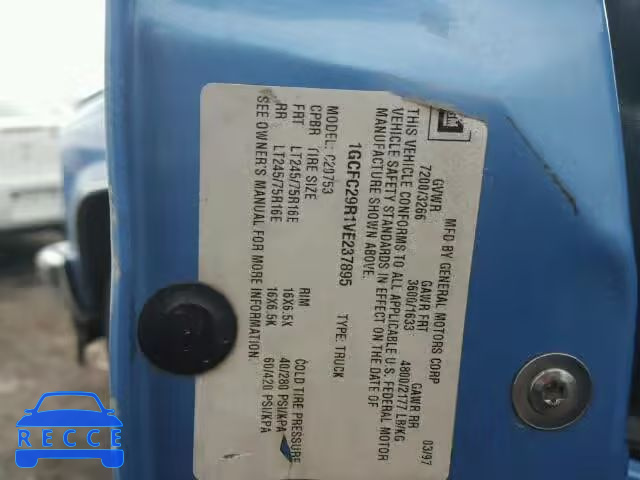 GM
MFD BY GENERAL MOTORS CORP 03/97
GVWR GAWR FRT GAWR RR
7200/3266 3600/1633 4800/2177 LB/KG
THIS VEHICLE CONFORMS TO ALL APPLICABLE U.S. FEDERAL MOTOR
VEHICLE SAFETY STANDARDS IN EFFECT ON THE DATE OF
MANUFACTURE SHOWN ABOVE.
1GCFC29R1VE237895 TYPE: TRUCK
MODEL: C29753
CPBR TIRE SIZE RIM COLD TIRE PRESSURE
FRT LT245/75R16E 16X6.5K 40/280 PSI/KPA
RR LT245/75R16E 16X6.5K 60/420 PSI/KPA
SEE OWNER'S MANUAL FOR MORE INFORMATION
RECCE